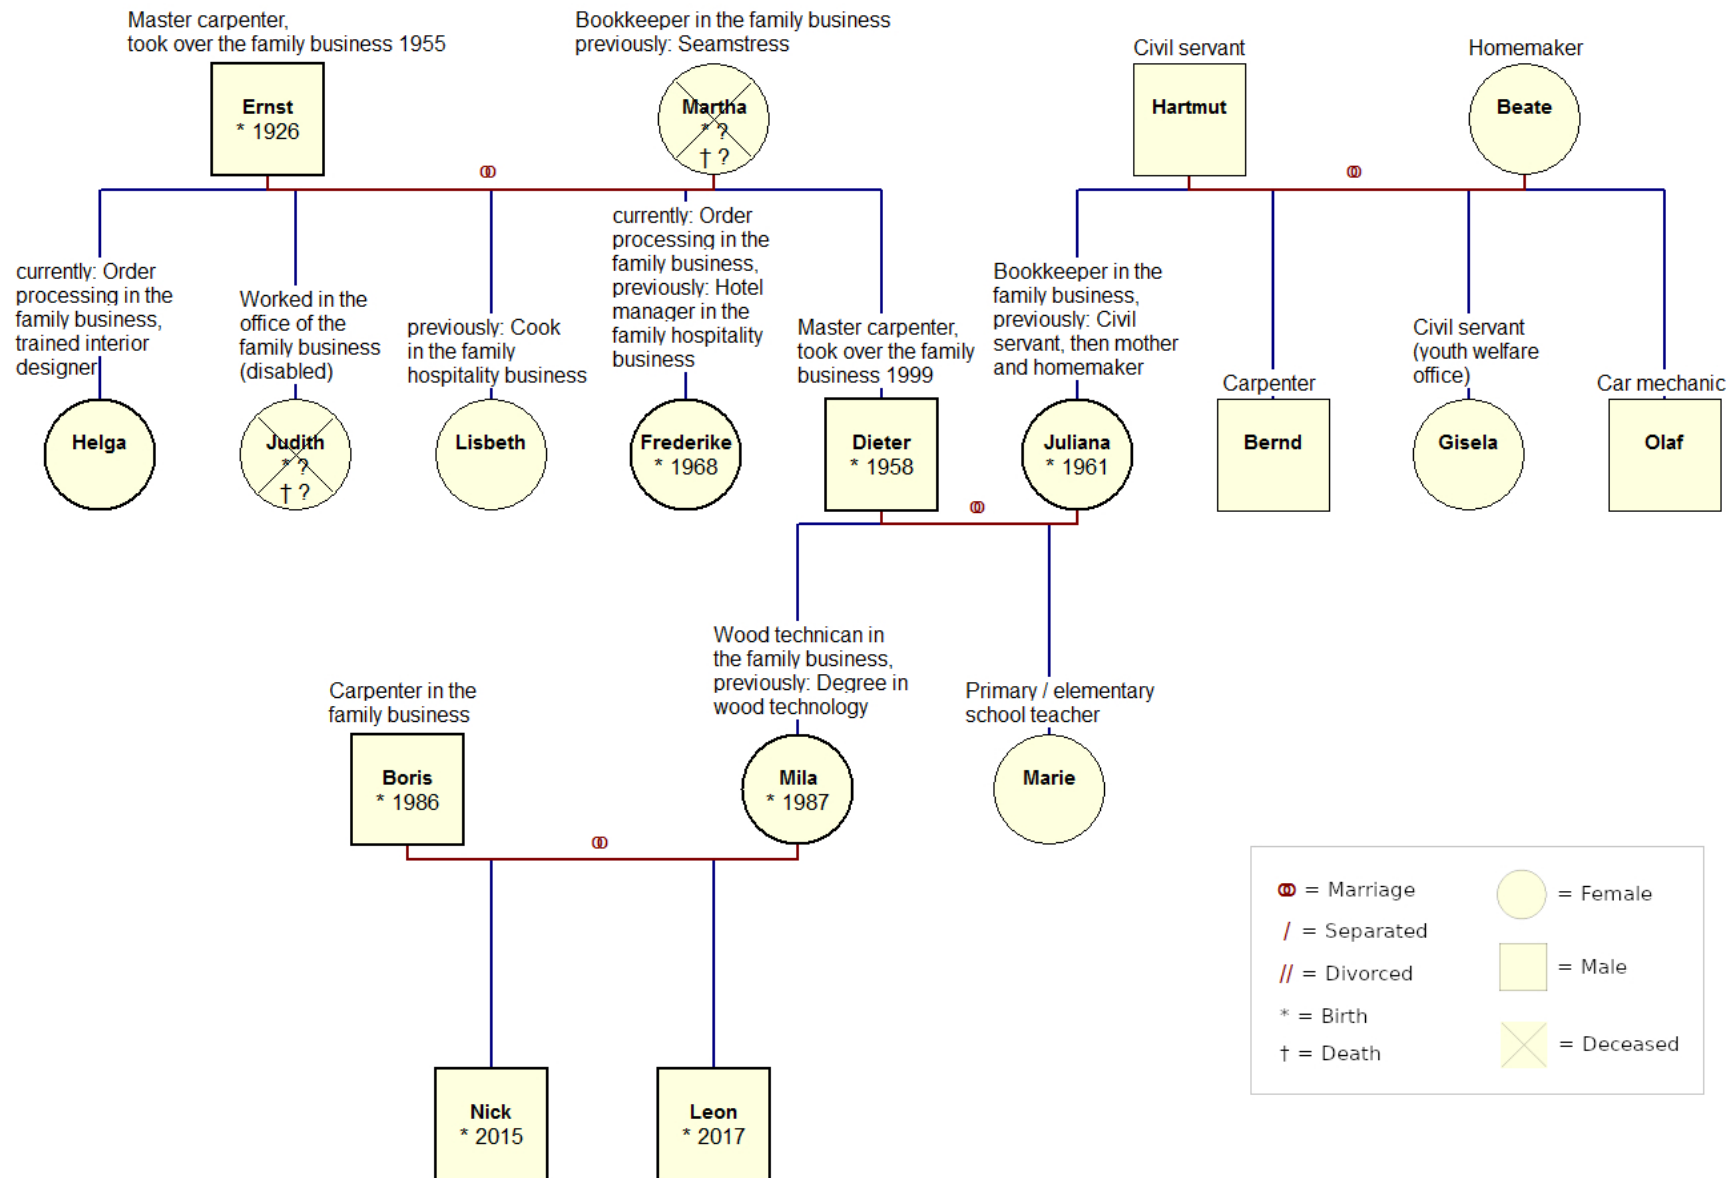 Master carpenter,
took over the family business 1955
Bookkeeper in the family business
previously: Seamstress
Civil servant
Homemaker
Ernst
* 1926
Martha
* ?
† ?
Hartmut
Beate
currently: Order
processing in the
family business,
trained interior
designer
Worked in the
office of the
family business
(disabled)
previously: Cook
in the family
hospitality business
currently: Order
processing in the
family business,
previously: Hotel
manager in the
family hospitality
business
Master carpenter,
took over the family
business 1999
Bookkeeper in the
family business,
previously: Civil
servant, then mother
and homemaker
Carpenter
Civil servant
(youth welfare
office)
Car mechanic
Helga
Judith
* ?
† ?
Lisbeth
Frederike
* 1968
Dieter
* 1958
Juliana
* 1961
Bernd
Gisela
Olaf
Carpenter in the
family business
Wood technican in
the family business,
previously: Degree in
wood technology
Primary / elementary
school teacher
Boris
* 1986
Mila
* 1987
Marie
Nick
* 2015
Leon
* 2017
= Marriage
/ = Separated
// = Divorced
* = Birth
† = Death
= Female
= Male
= Deceased